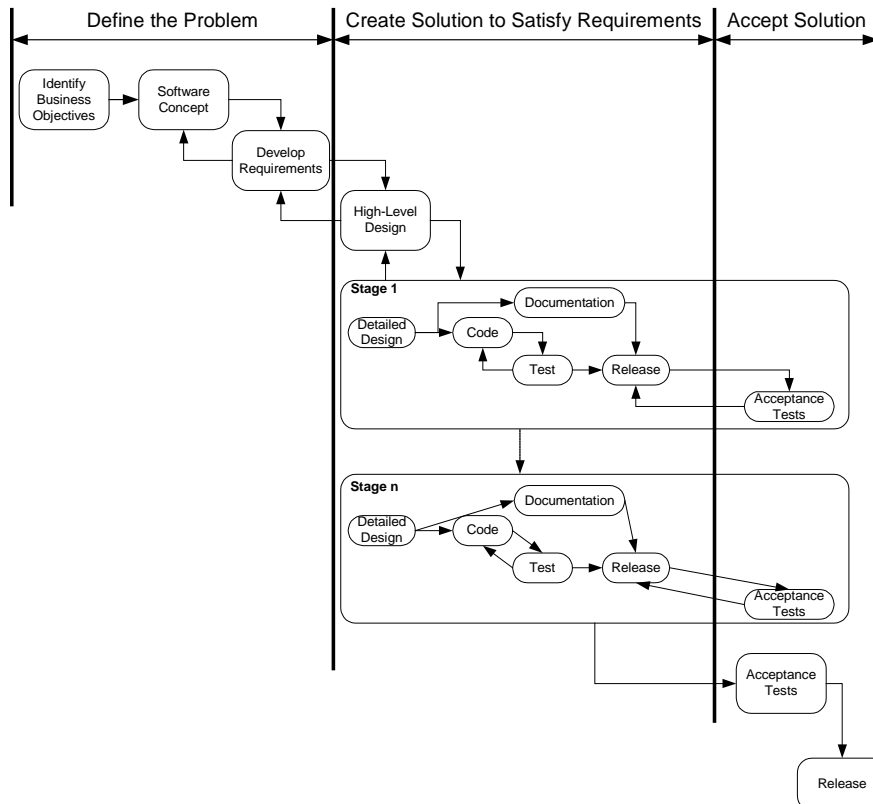 Define the Problem
Create Solution to Satisfy Requirements
Accept Solution
Identify
Business
Objectives
Software
Concept
Develop
Requirements
High-Level
Design
Stage 1
Documentation
Detailed
Design
Code
Test
Release
Acceptance
Tests
Stage n
Documentation
Detailed
Design
Code
Test
Release
Acceptance
Tests
Acceptance
Tests
Release